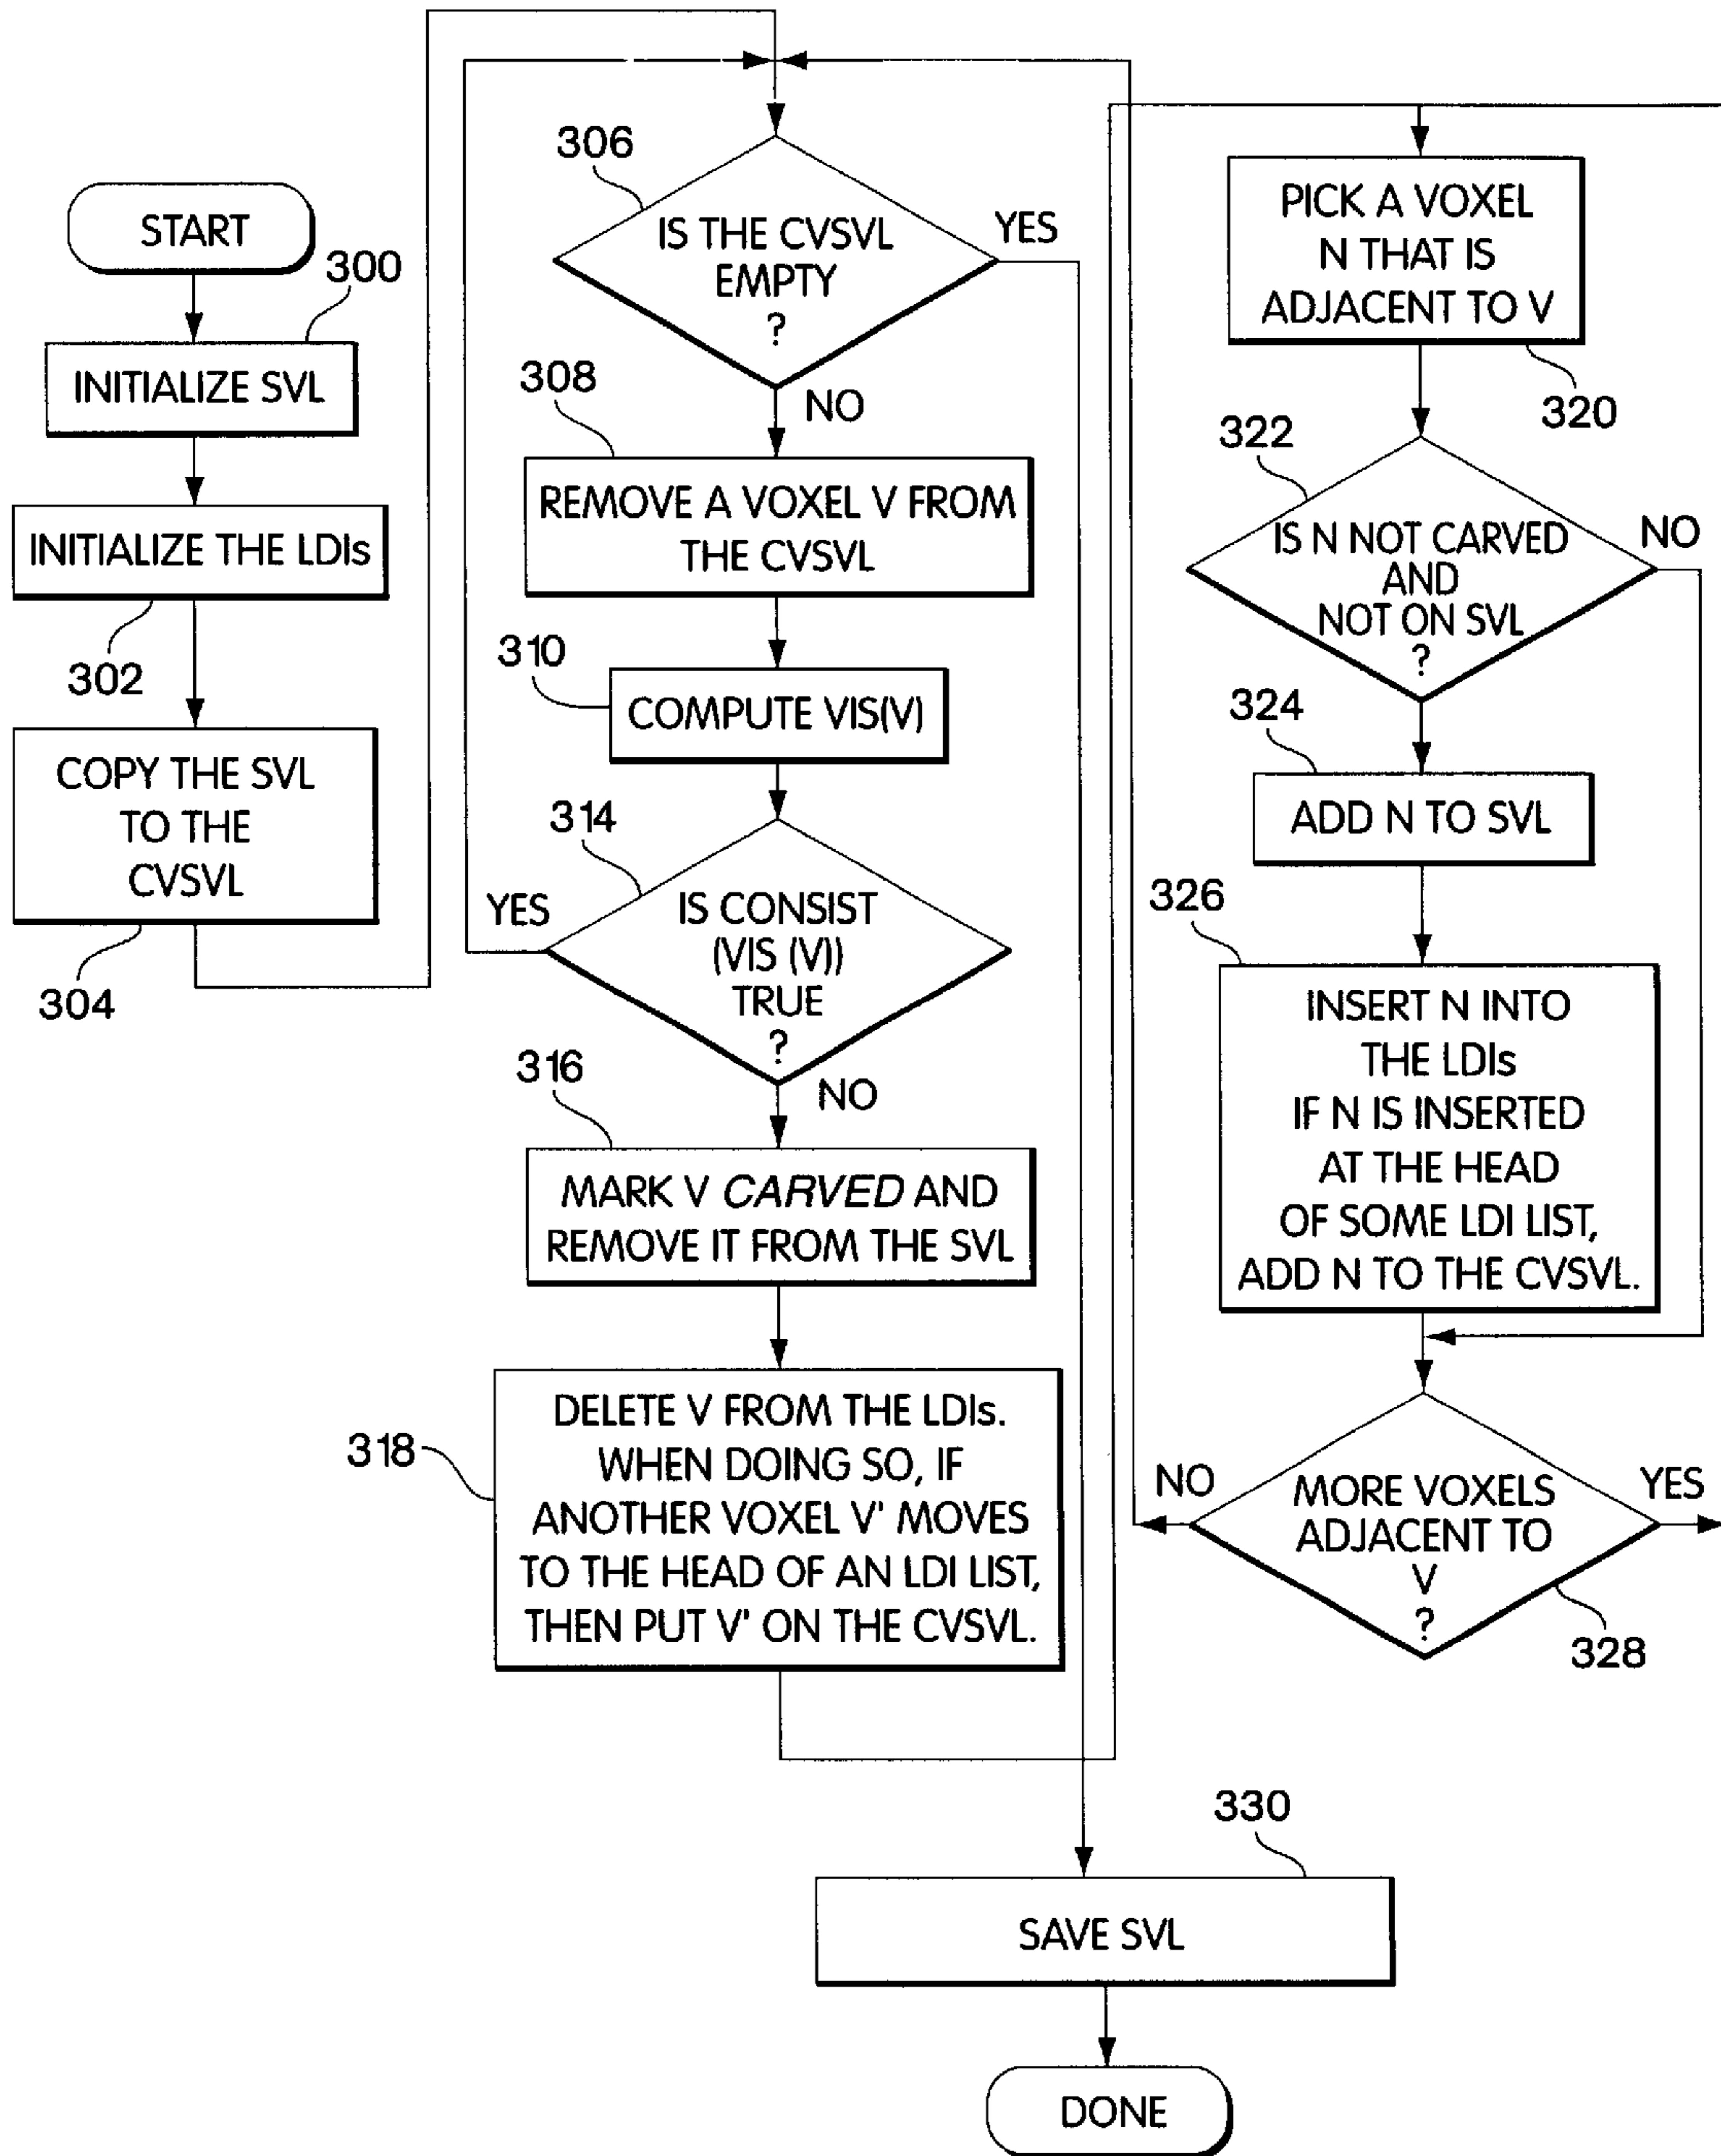 START
300
INITIALIZE SVL
INITIALIZE THE LDIs
302
COPY THE SVL
TO THE
CVSVL
304
306
IS THE CVSVL
EMPTY
?
YES
NO
308
REMOVE A VOXEL V FROM
THE CVSVL
310
COMPUTE VIS(V)
314
IS CONSIST
(VIS (V))
TRUE
?
YES
NO
316
MARK V CARVED AND
REMOVE IT FROM THE SVL
318
DELETE V FROM THE LDIs.
WHEN DOING SO, IF
ANOTHER VOXEL V' MOVES
TO THE HEAD OF AN LDI LIST,
THEN PUT V' ON THE CVSVL.
PICK A VOXEL
N THAT IS
ADJACENT TO V
320
322
IS N NOT CARVED
AND
NOT ON SVL
?
NO
324
ADD N TO SVL
326
INSERT N INTO
THE LDIs
IF N IS INSERTED
AT THE HEAD
OF SOME LDI LIST,
ADD N TO THE CVSVL.
NO
MORE VOXELS
ADJACENT TO
V
?
YES
328
330
SAVE SVL
DONE